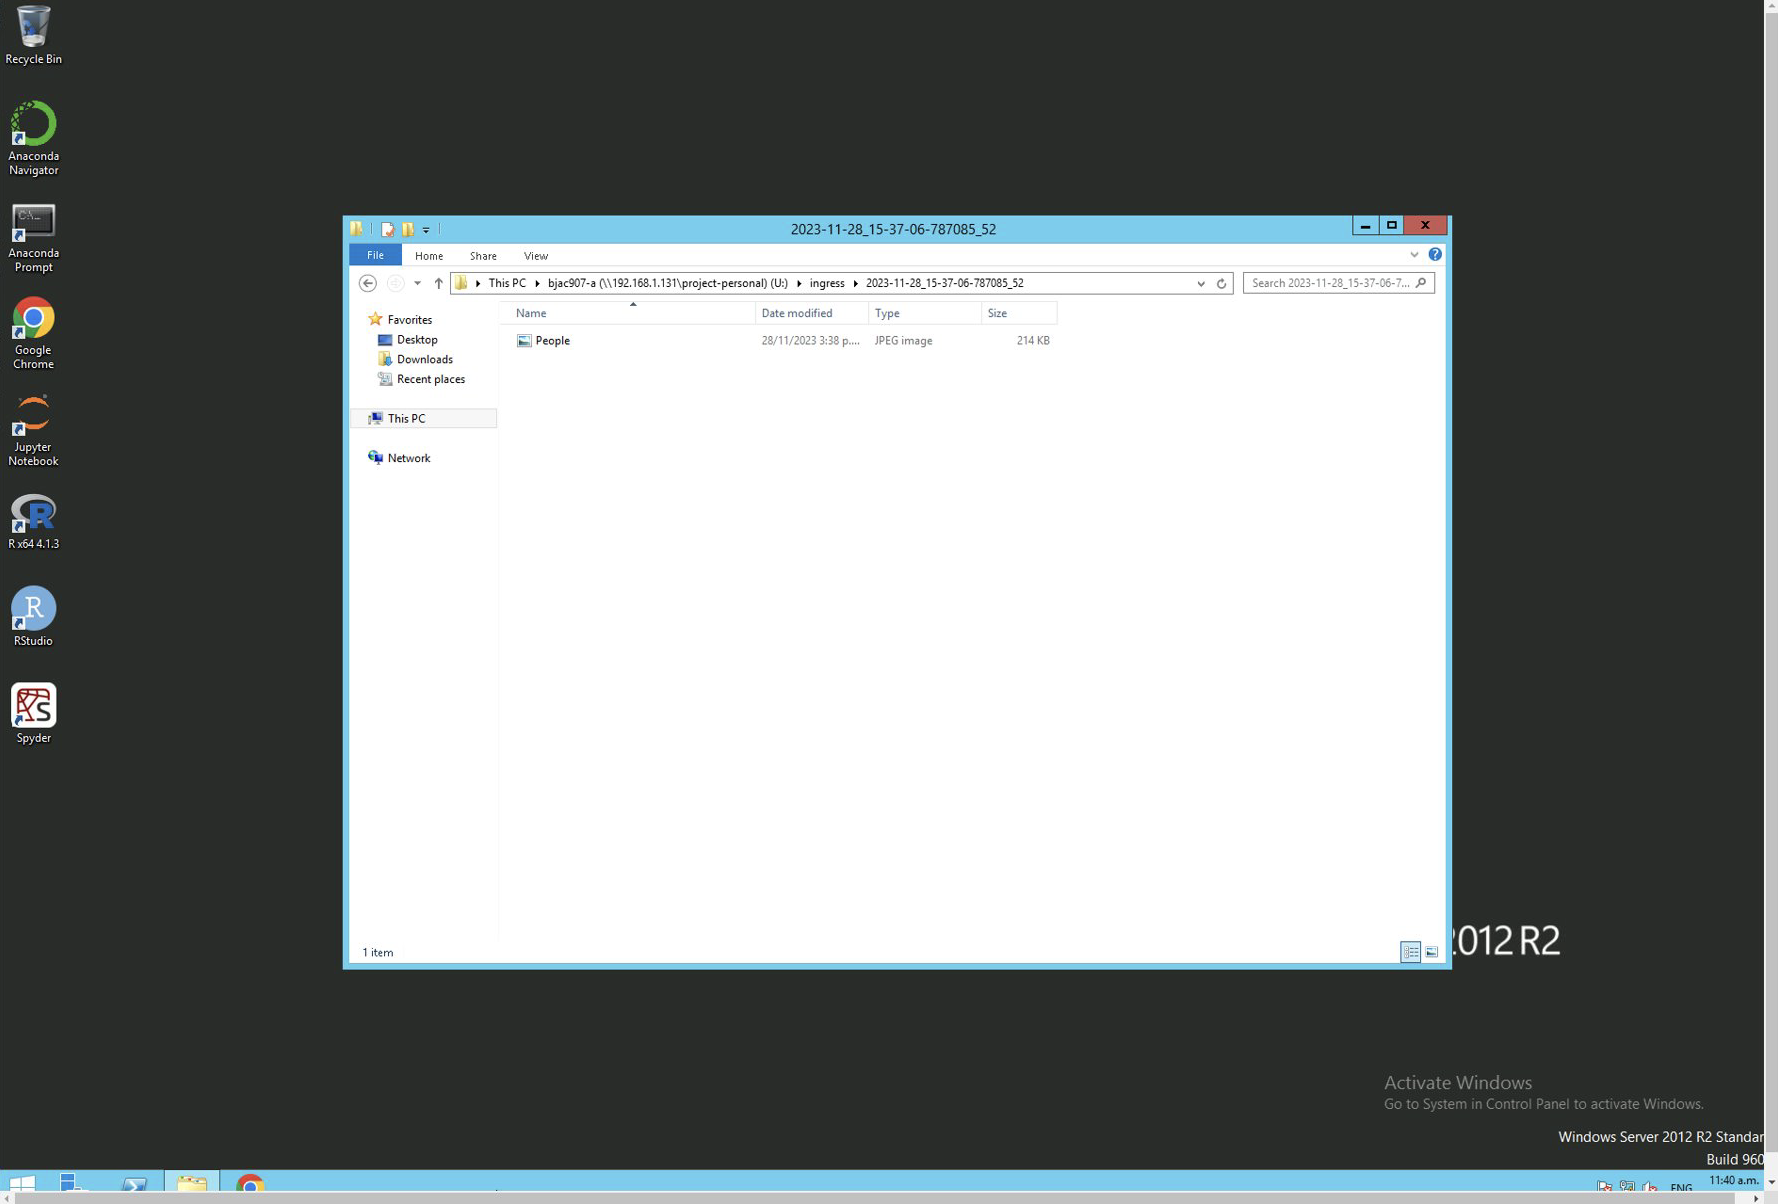 Recycle Bin
Anaconda
Navigator
C:\...
Anaconda
Prompt
Google
Chrome
Jupyter
Notebook
R x64 4.1.3
RStudio
Spyder
2023-11-28_15-37-06-787085_52
File Home Share View
This PC bjac907-a (\\192.168.1.131\project-personal) (U:) ingress 2023-11-28_15-37-06-787085_52
Search 2023-11-28_15-37-06-7...
Favorites
Desktop
Downloads
Recent places
This PC
Network
Name Date modified Type Size
People 28/11/2023 3:38 p.... JPEG image 214 KB
1 item
2012 R2
Activate Windows
Go to System in Control Panel to activate Windows.
Windows Server 2012 R2 Standar
Build 960
ENG 11:40 a.m.